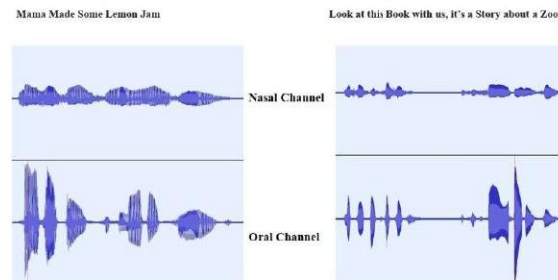 Mama Made Some Lemon Jam
Look at this Book with us, it's a Story about a Zoo
Nasal Channel
Oral Channel